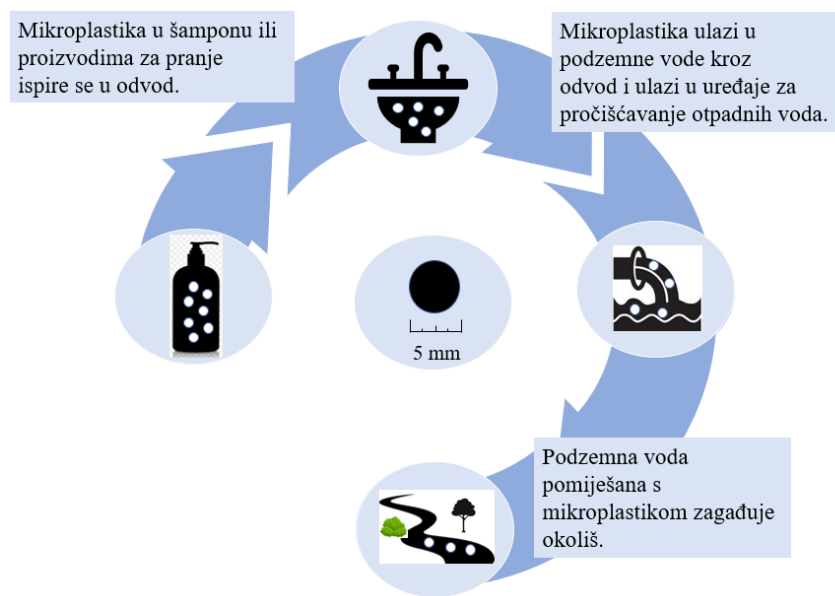 Mikroplastika u šamponu ili
proizvodima za pranje
ispire se u odvod.
Mikroplastika ulazi u
podzemne vode kroz
odvod i ulazi u uređaje za
pročišćavanje otpadnih voda.
5 mm
Podzemna voda
pomiješana s
mikroplastikom zagađuje
okoliš.